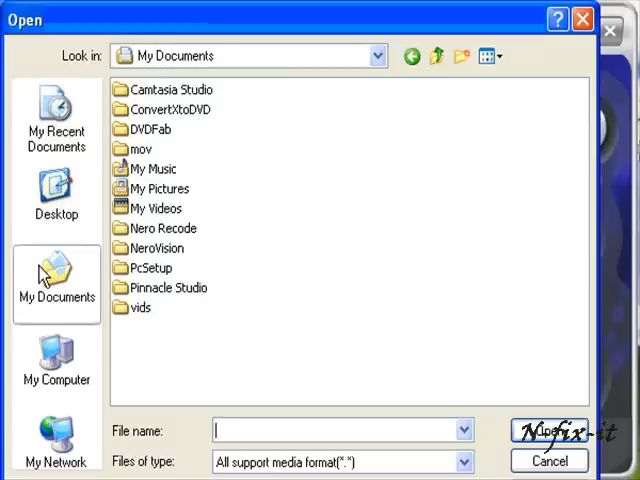 Open
Look in: My Documents
My Recent Documents
Desktop
My Documents
My Computer
My Network
Camtasia Studio
ConvertXtoDVD
DVDFab
mov
My Music
My Pictures
My Videos
Nero Recode
NeroVision
PcSetup
Pinnacle Studio
vids
File name:
Files of type: All support media format(*.*)
Cancel